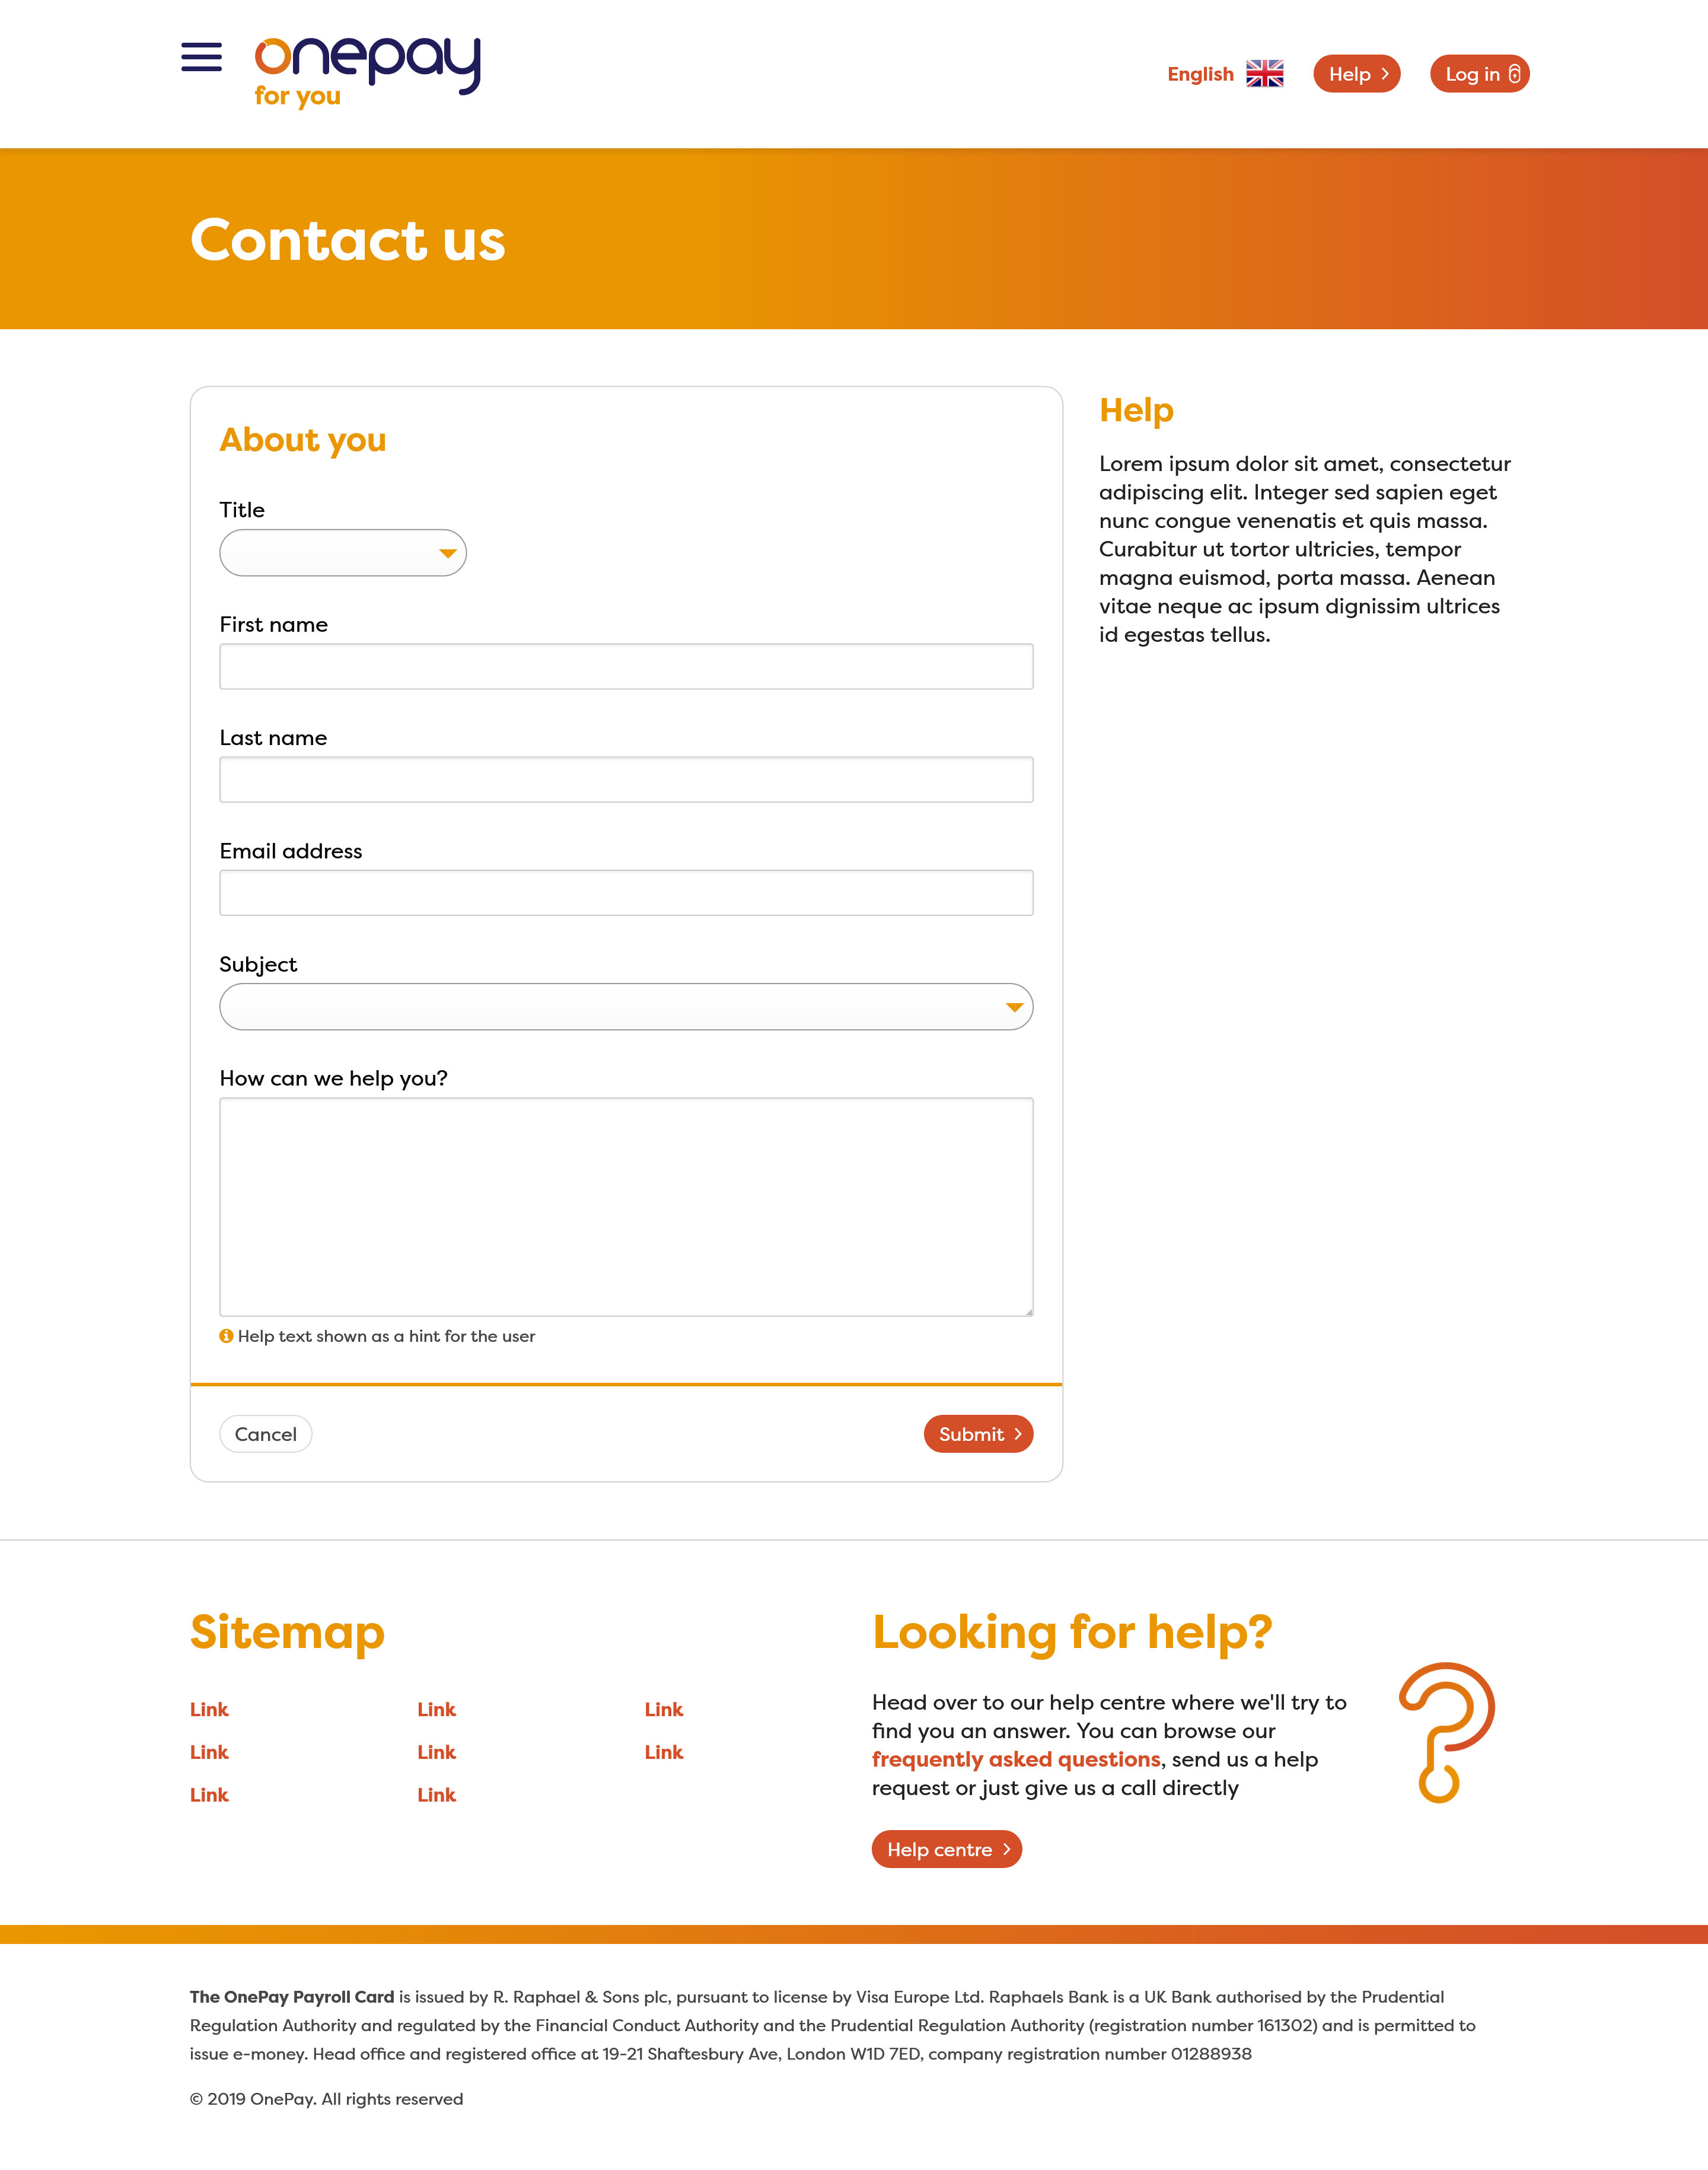 onepay
for you
English
Help
Log in
Contact us
About you
Title
First name
Last name
Email address
Subject
How can we help you?
Help text shown as a hint for the user
Cancel
Submit
Help
Lorem ipsum dolor sit amet, consectetur
adipiscing elit. Integer sed sapien eget
nunc congue venenatis et quis massa.
Curabitur ut tortor ultricies, tempor
magna euismod, porta massa. Aenean
vitae neque ac ipsum dignissim ultrices
id egestas tellus.
Sitemap
Link Link Link
Link Link Link
Link Link
Looking for help?
Head over to our help centre where we'll try to
find you an answer. You can browse our
frequently asked questions, send us a help
request or just give us a call directly
Help centre
The OnePay Payroll Card is issued by R. Raphael & Sons plc, pursuant to license by Visa Europe Ltd. Raphaels Bank is a UK Bank authorised by the Prudential
Regulation Authority and regulated by the Financial Conduct Authority and the Prudential Regulation Authority (registration number 161302) and is permitted to
issue e-money. Head office and registered office at 19-21 Shaftesbury Ave, London W1D 7ED, company registration number 01288938
© 2019 OnePay. All rights reserved